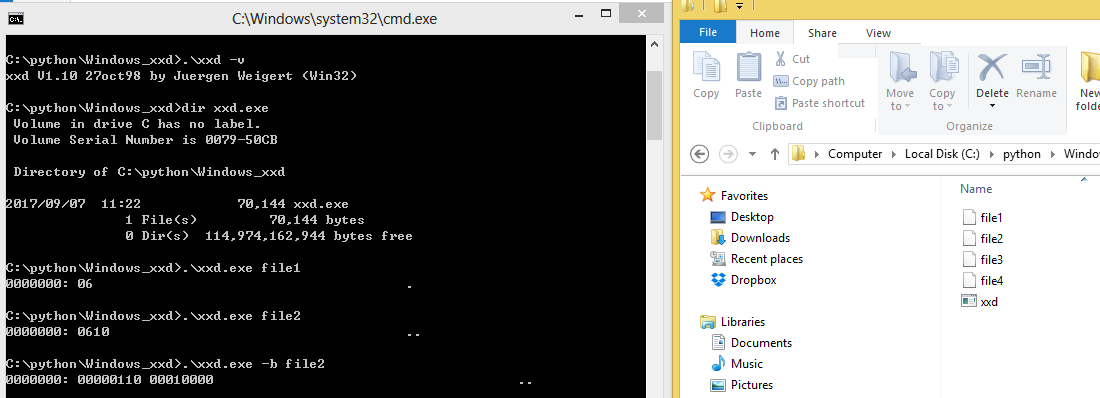 C:\Windows\system32\cmd.exe
C:\python\Windows_xxd>.\xxd -v
xxd V1.10 27oct98 by Juergen Weigert (Win32)
C:\python\Windows_xxd>dir xxd.exe
Volume in drive C has no label.
Volume Serial Number is 0079-50CB
Directory of C:\python\Windows_xxd
2017/09/07 11:22 70,144 xxd.exe
1 File(s) 70,144 bytes
0 Dir(s) 114,974,162,944 bytes free
C:\python\Windows_xxd>.\xxd.exe file1
0000000: 06 .
C:\python\Windows_xxd>.\xxd.exe file2
0000000: 0610 ..
C:\python\Windows_xxd>.\xxd.exe -b file2
0000000: 00000110 00010000 ..
File Home Share View
Copy
Paste
Cut
Copy path
Paste shortcut
Clipboard
Move to
Copy to
Delete
Rename
New
Organize
Computer Local Disk (C:) python
Name
Favorites
Desktop
Downloads
Recent places
Dropbox
Libraries
Documents
Music
Pictures
file1
file2
file3
file4
xxd